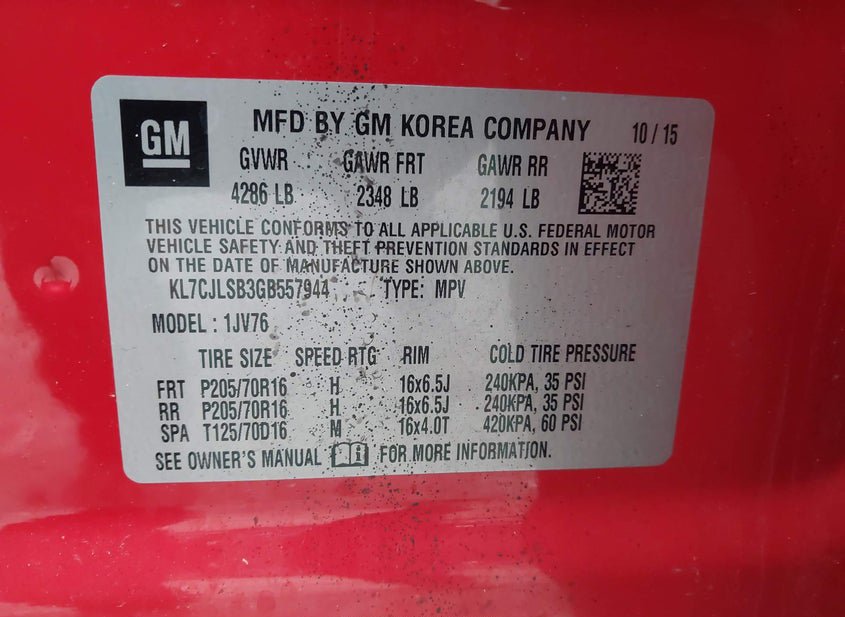 GM MFD BY GM KOREA COMPANY 10 / 15
GVWR GAWR FRT GAWR RR
4286 LB 2348 LB 2194 LB
THIS VEHICLE CONFORMS TO ALL APPLICABLE U.S. FEDERAL MOTOR
VEHICLE SAFETY AND THEFT PREVENTION STANDARDS IN EFFECT
ON THE DATE OF MANUFACTURE SHOWN ABOVE.
KL7CJLSB3GB557944 TYPE: MPV
MODEL : 1JV76
TIRE SIZE SPEED RTG RIM COLD TIRE PRESSURE
FRT P205/70R16 H 16x6.5J 240KPA, 35 PSI
RR P205/70R16 H 16x6.5J 240KPA, 35 PSI
SPA T125/70D16 M 16x4.0T 420KPA, 60 PSI
SEE OWNER'S MANUAL FOR MORE INFORMATION.